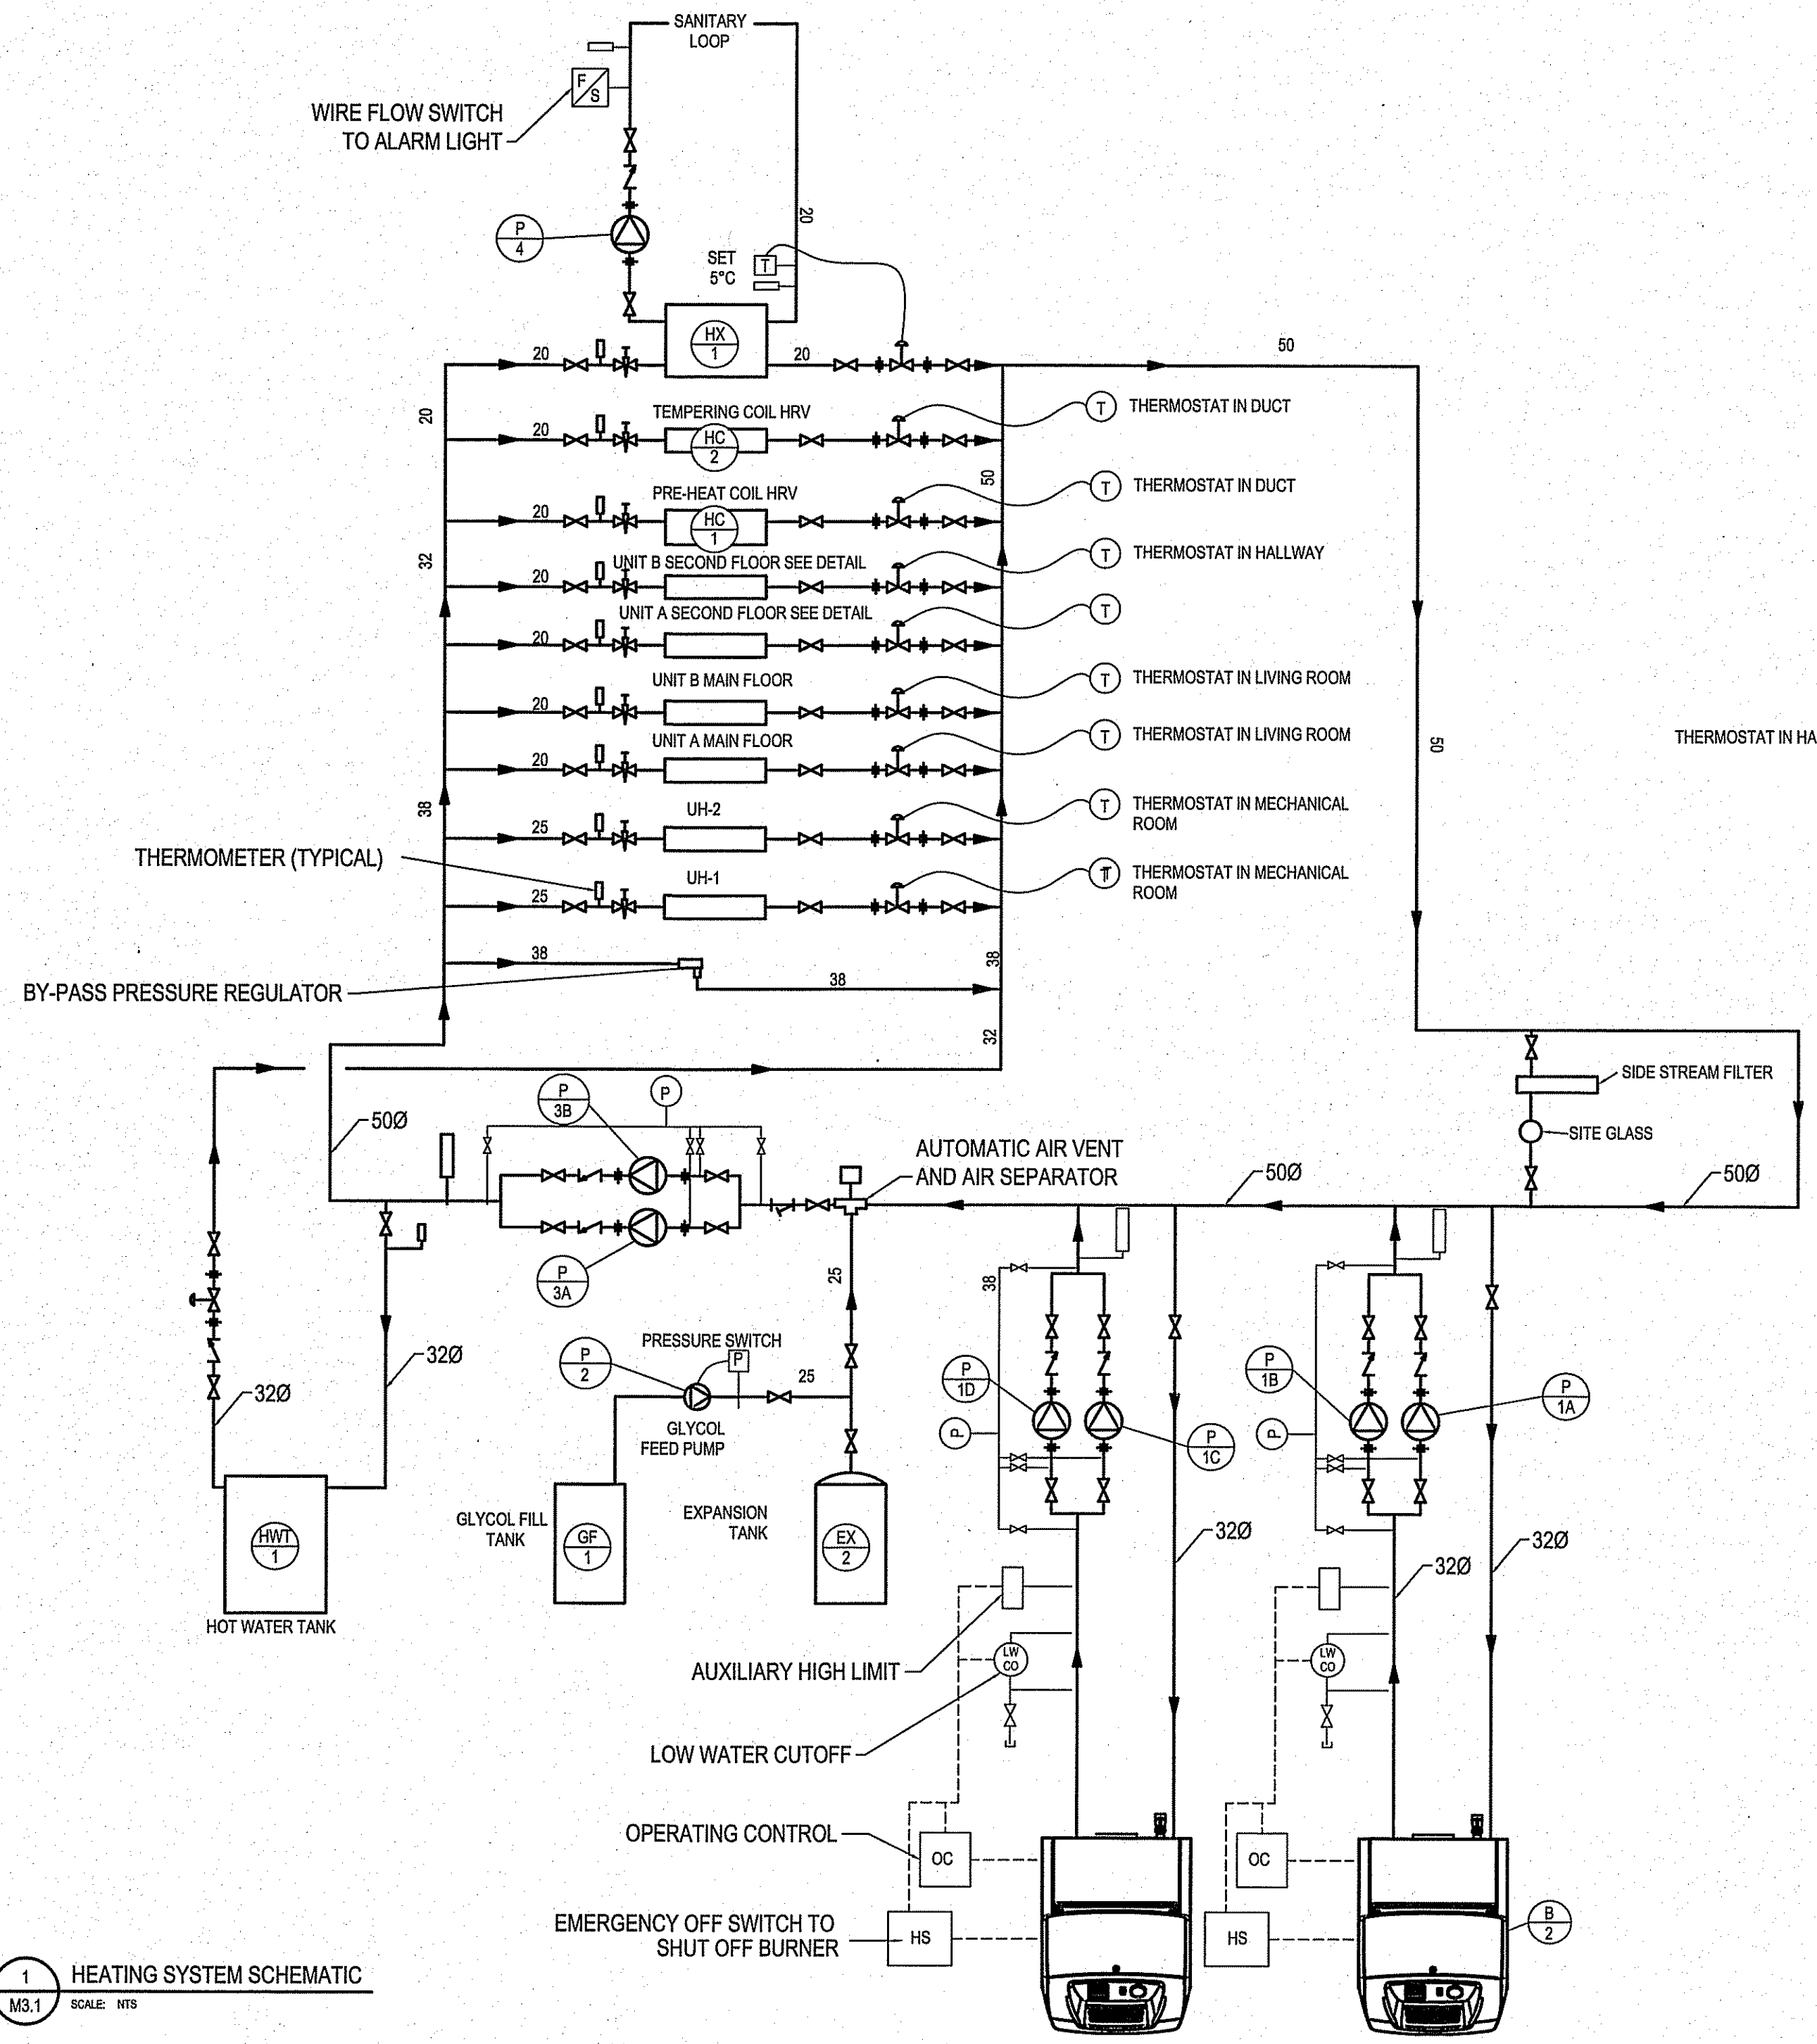 SANITARY
LOOP
F
S
WIRE FLOW SWITCH
TO ALARM LIGHT
P
4
20
SET
5°C
T
HX
1
20
20
50
20
TEMPERING COIL HRV
20
HC
2
T
THERMOSTAT IN DUCT
50
PRE-HEAT COIL HRV
20
HC
1
T
THERMOSTAT IN DUCT
32
UNIT B SECOND FLOOR SEE DETAIL
20
T
THERMOSTAT IN HALLWAY
UNIT A SECOND FLOOR SEE DETAIL
20
T
UNIT B MAIN FLOOR
20
T
THERMOSTAT IN LIVING ROOM
UNIT A MAIN FLOOR
20
T
THERMOSTAT IN LIVING ROOM
50
THERMOSTAT IN HA
38
UH-2
25
T
THERMOSTAT IN MECHANICAL
ROOM
THERMOMETER (TYPICAL)
UH-1
25
T
THERMOSTAT IN MECHANICAL
ROOM
38
38
BY-PASS PRESSURE REGULATOR
38
32
SIDE STREAM FILTER
SITE GLASS
50Ø
P
3B
P
AUTOMATIC AIR VENT
AND AIR SEPARATOR
50Ø
50Ø
P
3A
25
38
32Ø
32Ø
PRESSURE SWITCH
P
P
2
25
GLYCOL
FEED PUMP
P
1D
P
P
1C
P
1B
P
P
1A
GLYCOL FILL
TANK
GF
1
EXPANSION
TANK
EX
2
HWT
1
HOT WATER TANK
32Ø
32Ø
32Ø
AUXILIARY HIGH LIMIT
LW
CO
LW
CO
LOW WATER CUTOFF
OPERATING CONTROL
OC
OC
EMERGENCY OFF SWITCH TO
SHUT OFF BURNER
HS
HS
B
2
1
M3.1
HEATING SYSTEM SCHEMATIC
SCALE: NTS